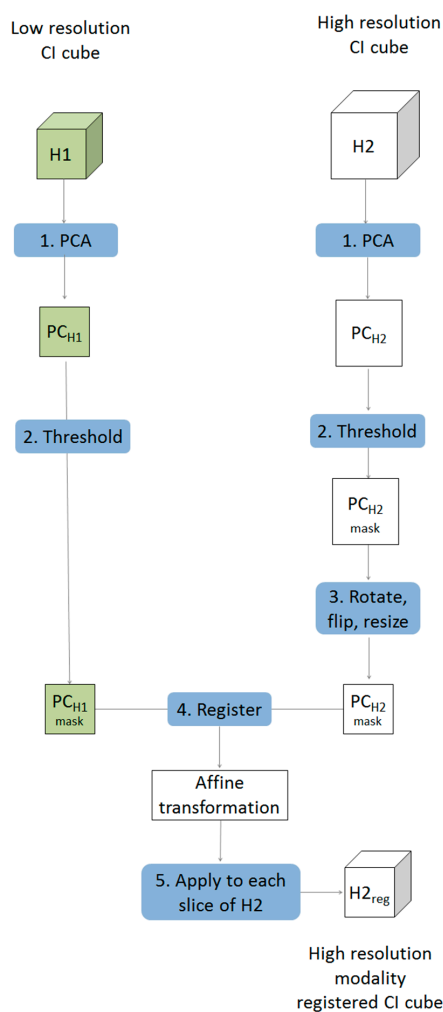 Low resolution
CI cube
High resolution
CI cube
H1
H2
1. PCA
1. PCA
PCH1
PCH2
2. Threshold
2. Threshold
PCH2
mask
3. Rotate,
flip, resize
PCH1
mask
4. Register
PCH2
mask
Affine
transformation
5. Apply to each
slice of H2
H2reg
High resolution
modality
registered CI cube